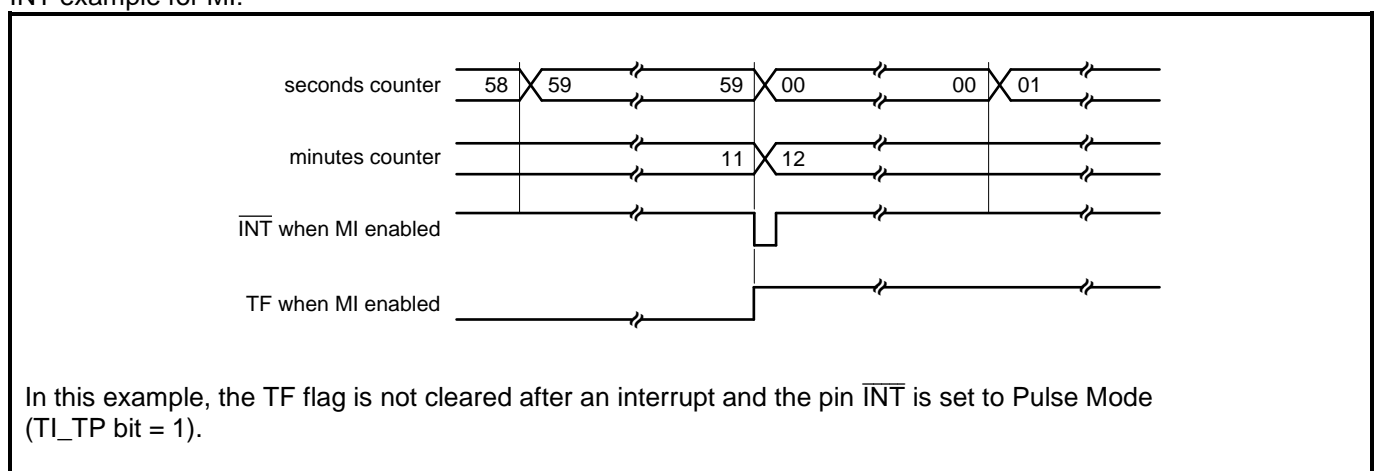 INT example for MI:
seconds counter 58 59 59 00 00 01
minutes counter 11 12
INT when MI enabled
TF when MI enabled
In this example, the TF flag is not cleared after an interrupt and the pin INT is set to Pulse Mode
(TI_TP bit = 1).